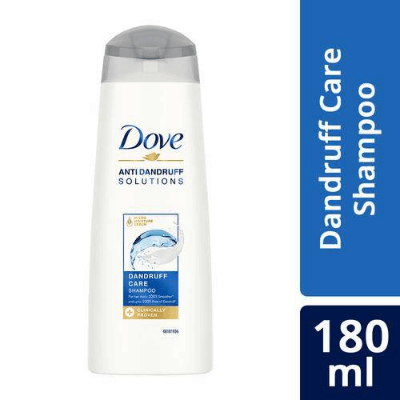 Dove
ANTI DANDRUFF
SOLUTIONS
DANDRUFF
CARE
SHAMPOO
CLINICALLY
PROVEN
Dandruff Care
Shampoo
180
ml